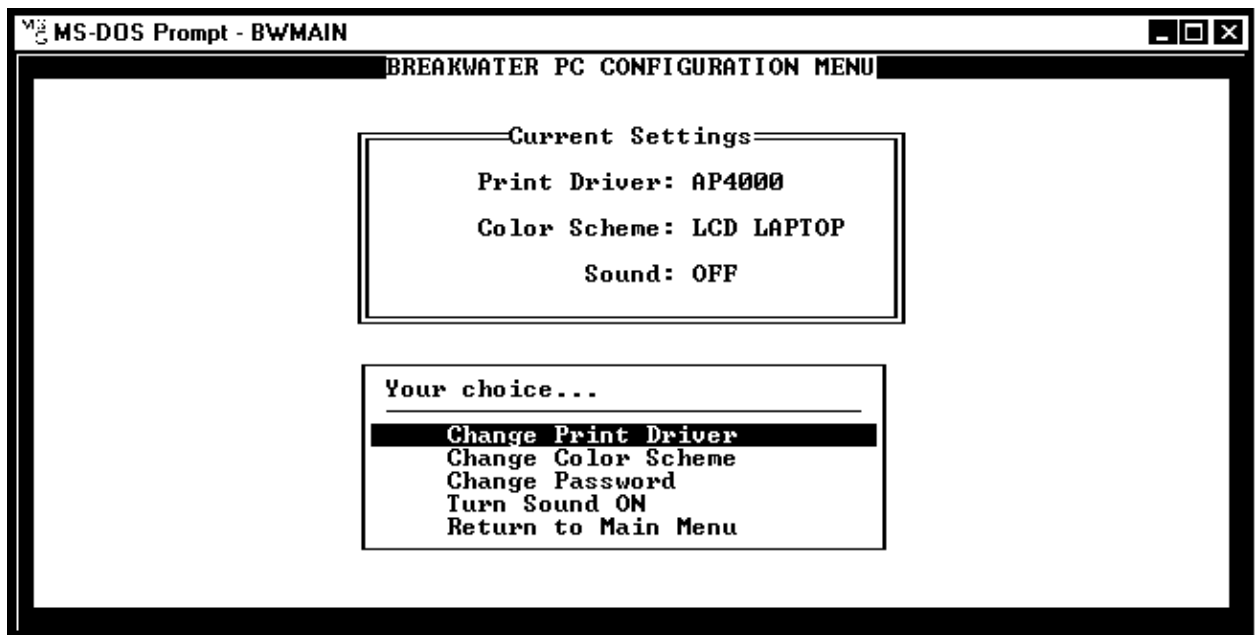 MS-DOS Prompt - BWMAIN
BREAKWATER PC CONFIGURATION MENU
Current Settings
Print Driver: AP4000
Color Scheme: LCD LAPTOP
Sound: OFF
Your choice...
Change Print Driver
Change Color Scheme
Change Password
Turn Sound ON
Return to Main Menu